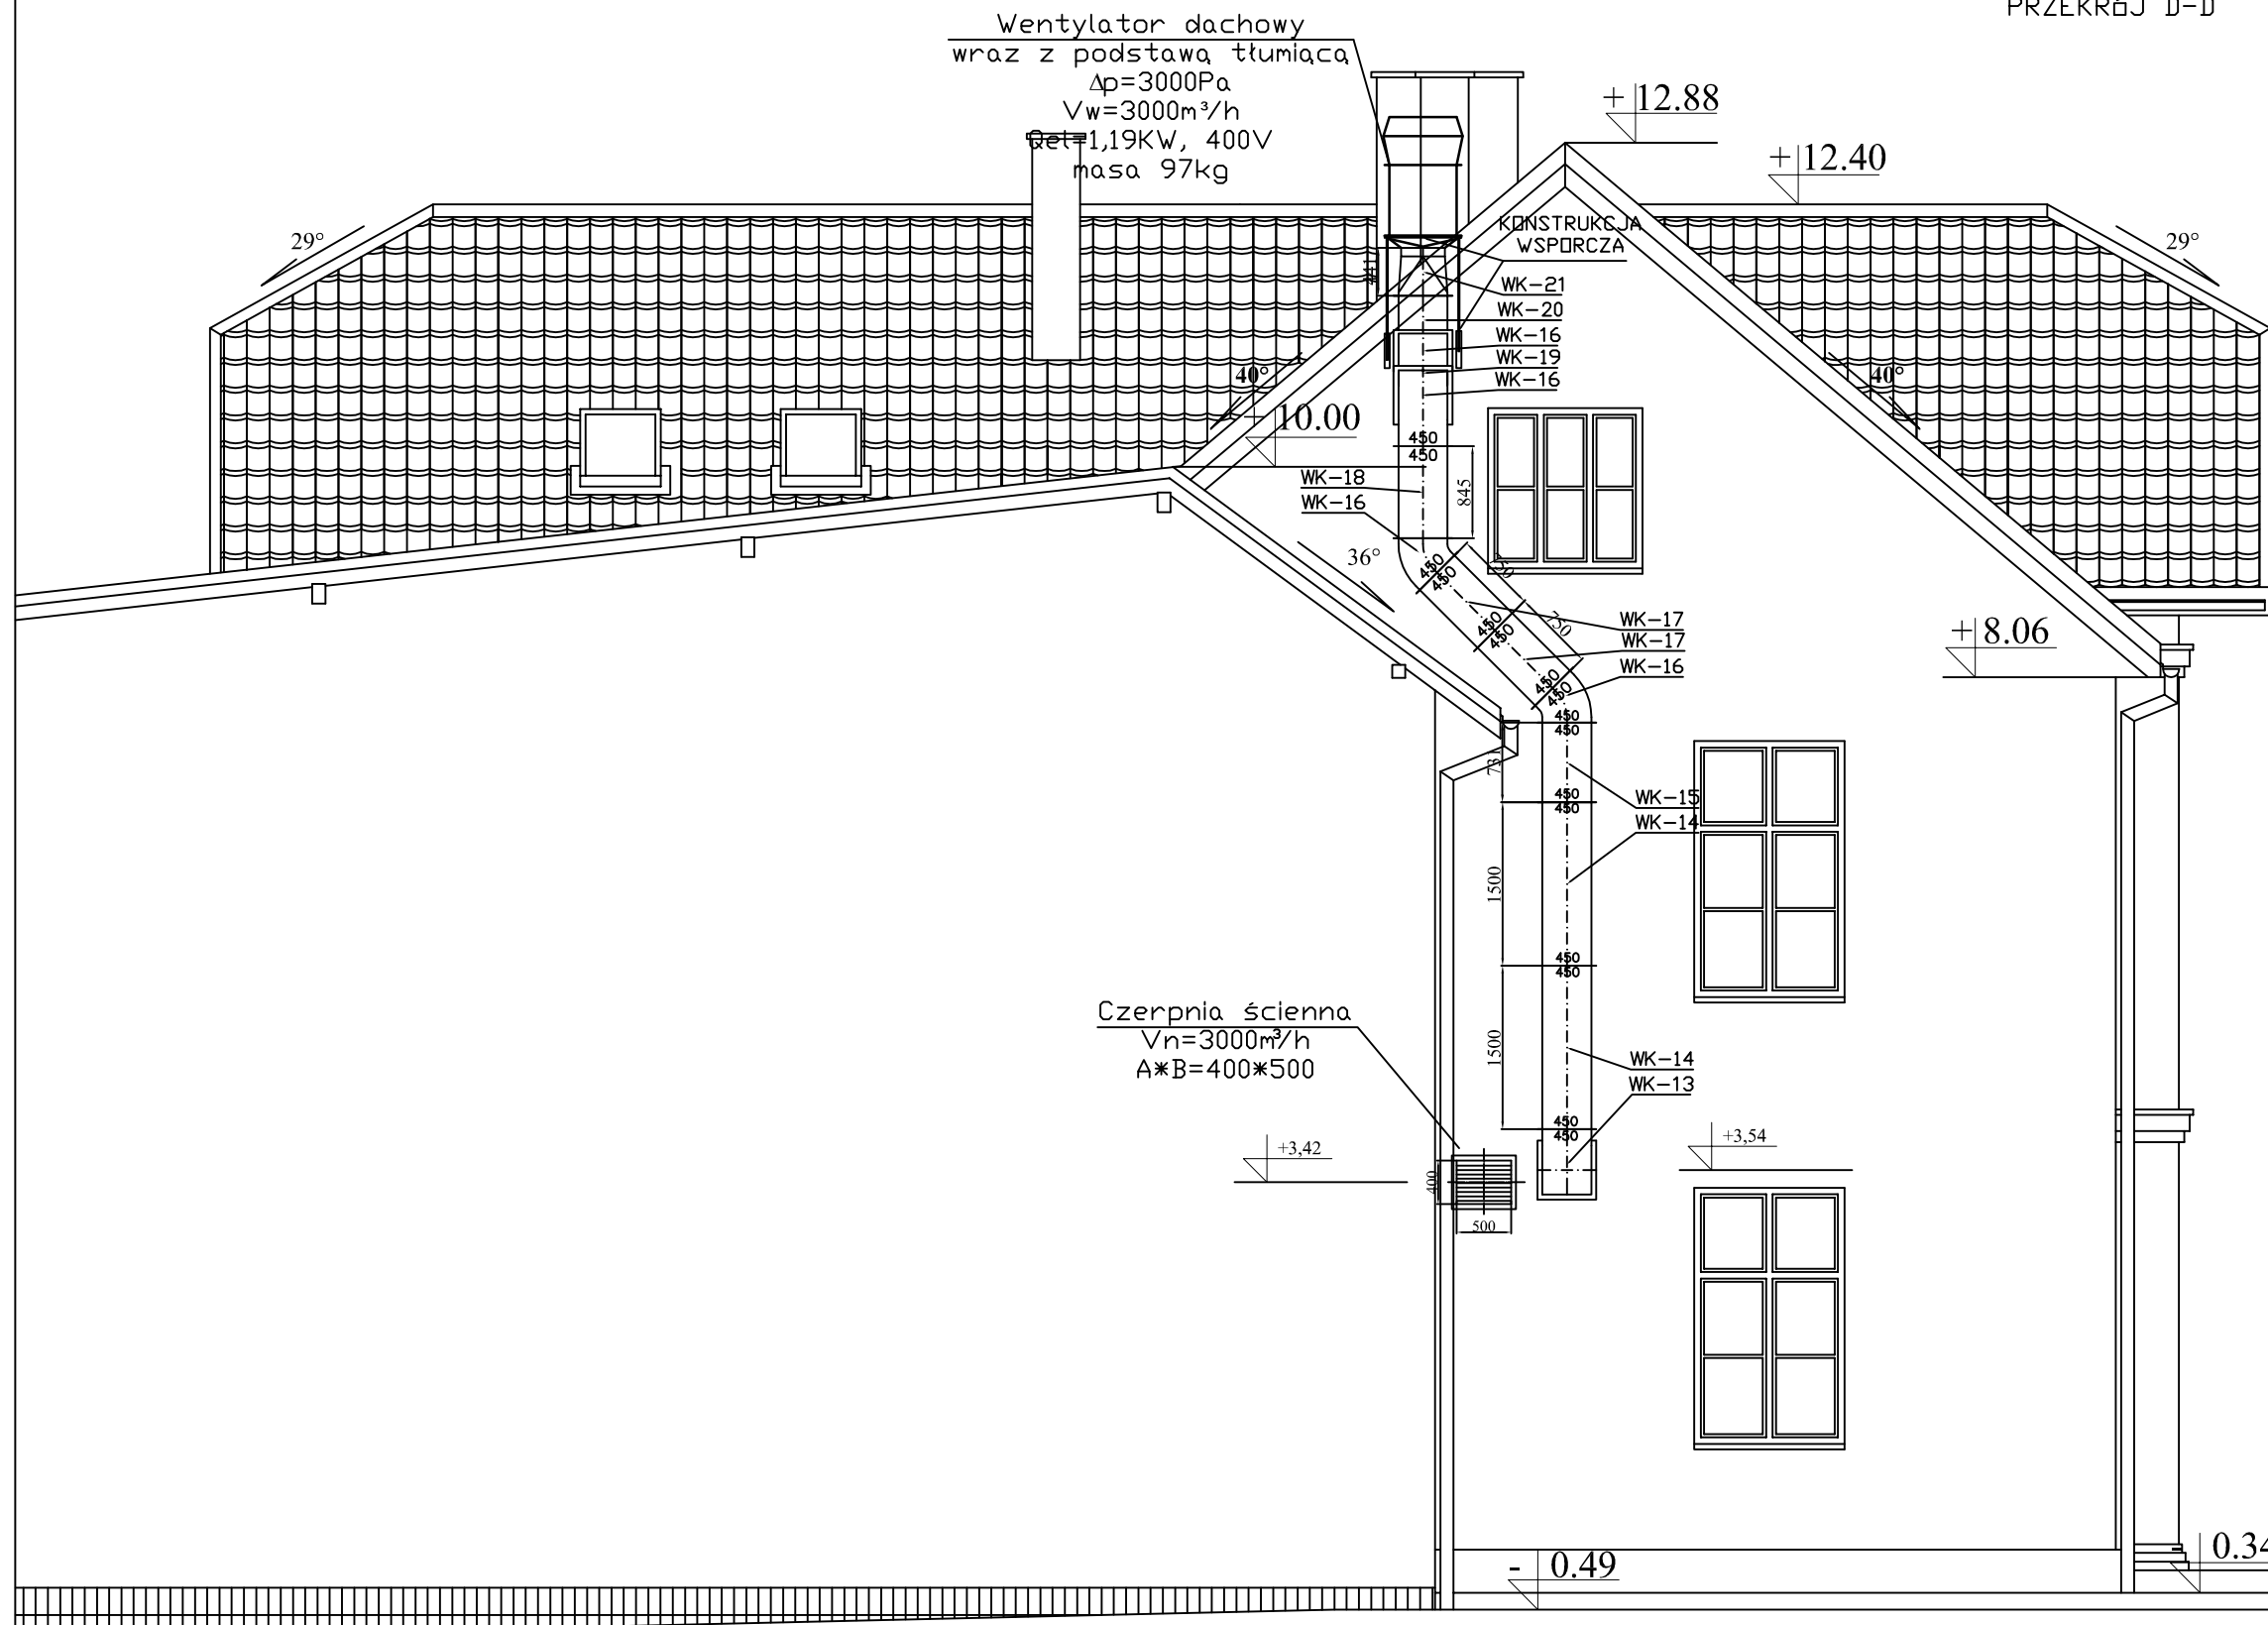 PRZEKRÓJ D-D
Wentylator dachowy
wraz z podstawą tłumiącą
Δp=3000Pa
Vw=3000m³/h
Qel=1,19KW, 400V
masa 97kg
+12.88
+12.40
29°
29°
KONSTRUKCJA
WSPORCZA
441
WK-21
WK-20
WK-16
WK-19
WK-16
40°
40°
+10.00
450
450
WK-18
WK-16
845
36°
450
450
750
450
450
750
WK-17
WK-17
WK-16
+8.06
450
450
450
450
731
WK-15
WK-14
450
450
1500
450
450
Czerpnia ścienna
Vn=3000m³/h
A*B=400*500
1500
WK-14
WK-13
450
450
+3,42
+3,54
400
500
- 0.49
0.34